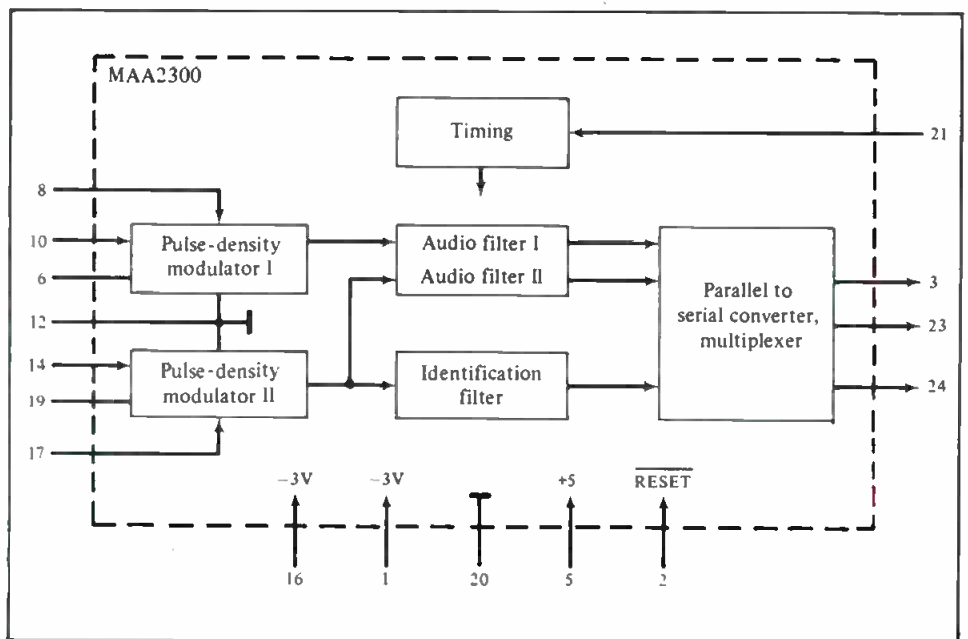 MAA2300
Timing
21
8
10
Pulse-density
modulator I
6
Audio filter I
Audio filter II
Parallel to
serial converter,
multiplexer
3
23
24
12
14
Pulse-density
modulator II
19
Identification
filter
17
−3V
−3V
+5
RESET
16
1
20
5
2